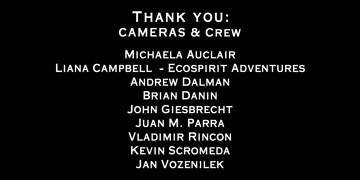 THANK YOU:
CAMERAS & CREW
MICHAELA AUCLAIR
LIANA CAMPBELL - ECOSPIRIT ADVENTURES
ANDREW DALMAN
BRIAN DANIN
JOHN GIESBRECHT
JUAN M. PARRA
VLADIMIR RINCON
KEVIN SCROMEDA
JAN VOZENILEK